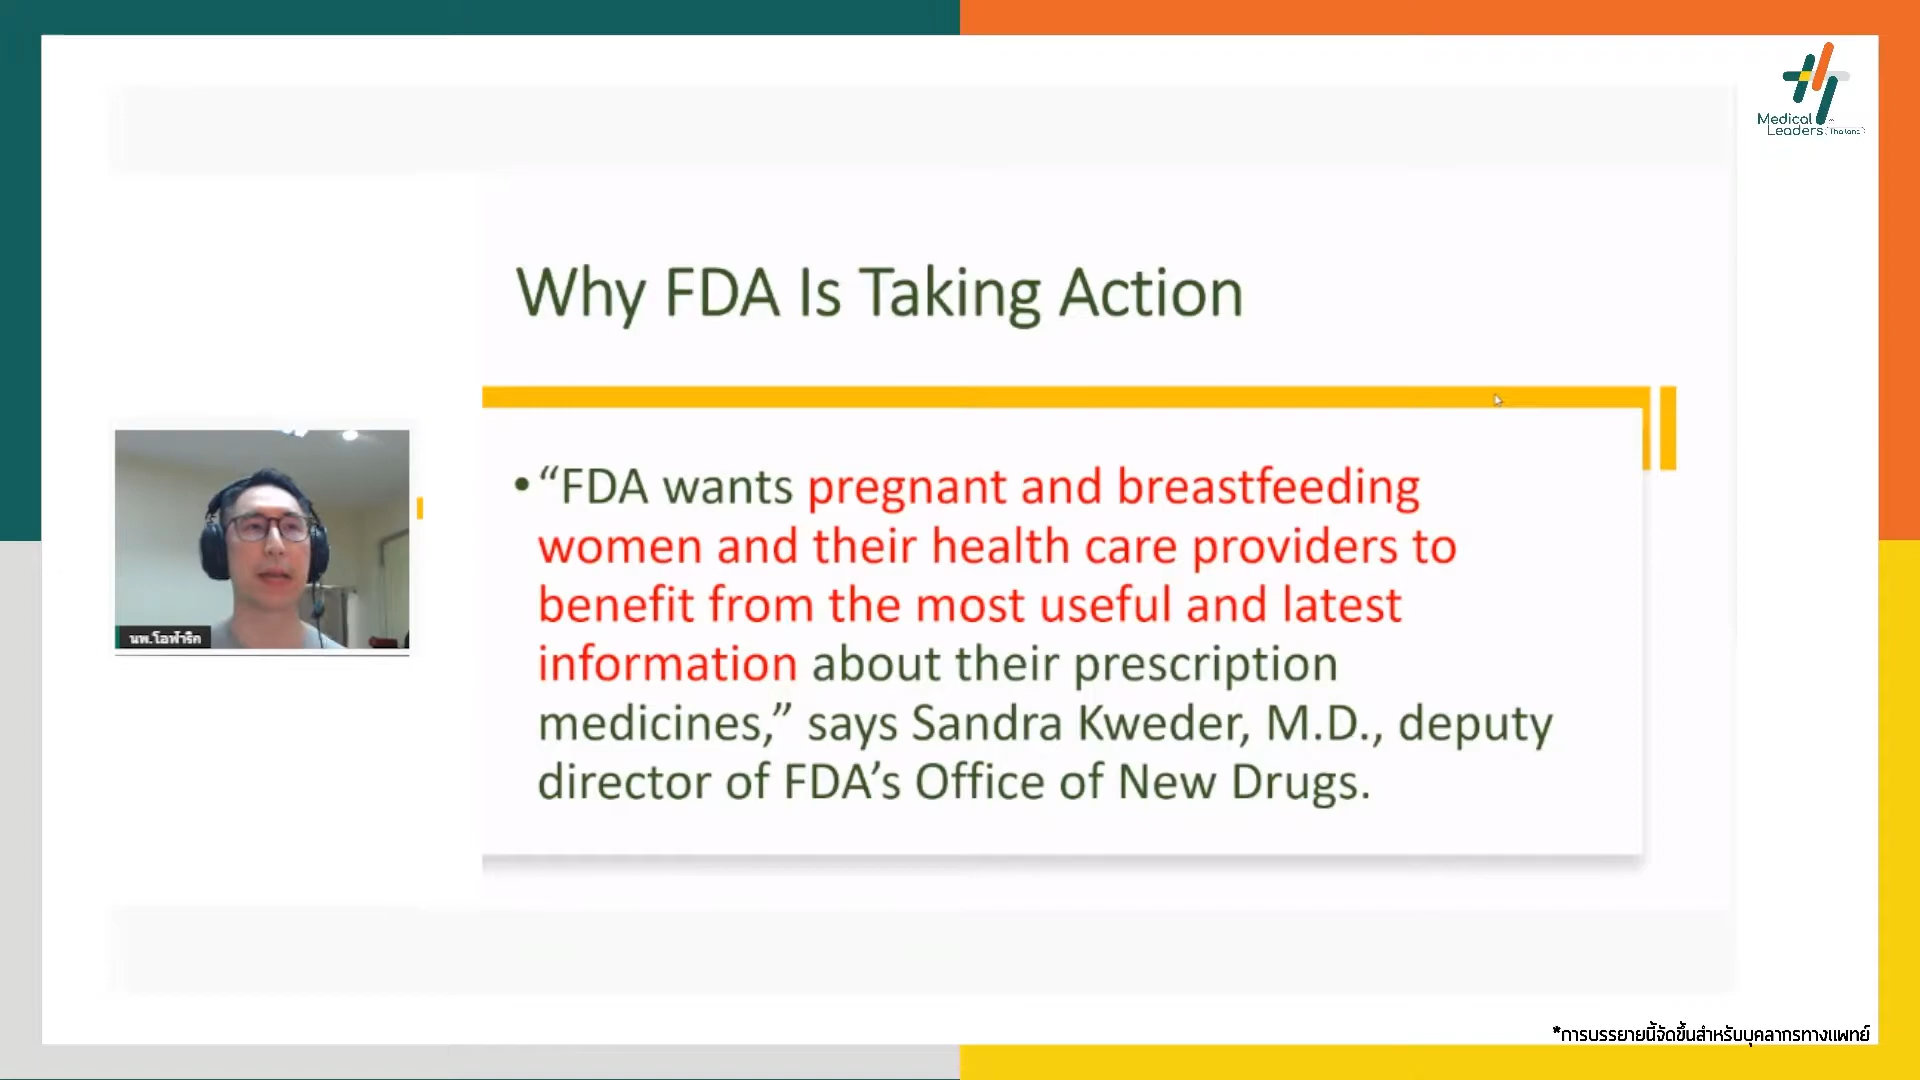 Medical
Leaders (Thailand)
Why FDA Is Taking Action
• “FDA wants pregnant and breastfeeding
women and their health care providers to
benefit from the most useful and latest
information about their prescription
medicines,” says Sandra Kweder, M.D., deputy
director of FDA’s Office of New Drugs.
นพ.โอฬาริก
*การบรรยายนี้จัดขึ้นสำหรับบุคลากรทางแพทย์